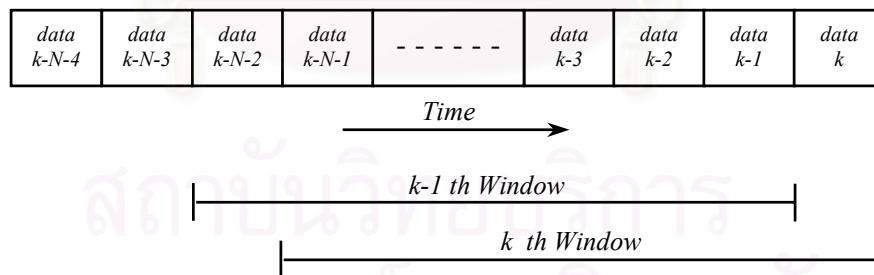 data data data data - - - - - - data data data data
k-N-4 k-N-3 k-N-2 k-N-1 k-3 k-2 k-1 k
Time
สถาบันวิทยบริการ
k-1 th Window
k th Window